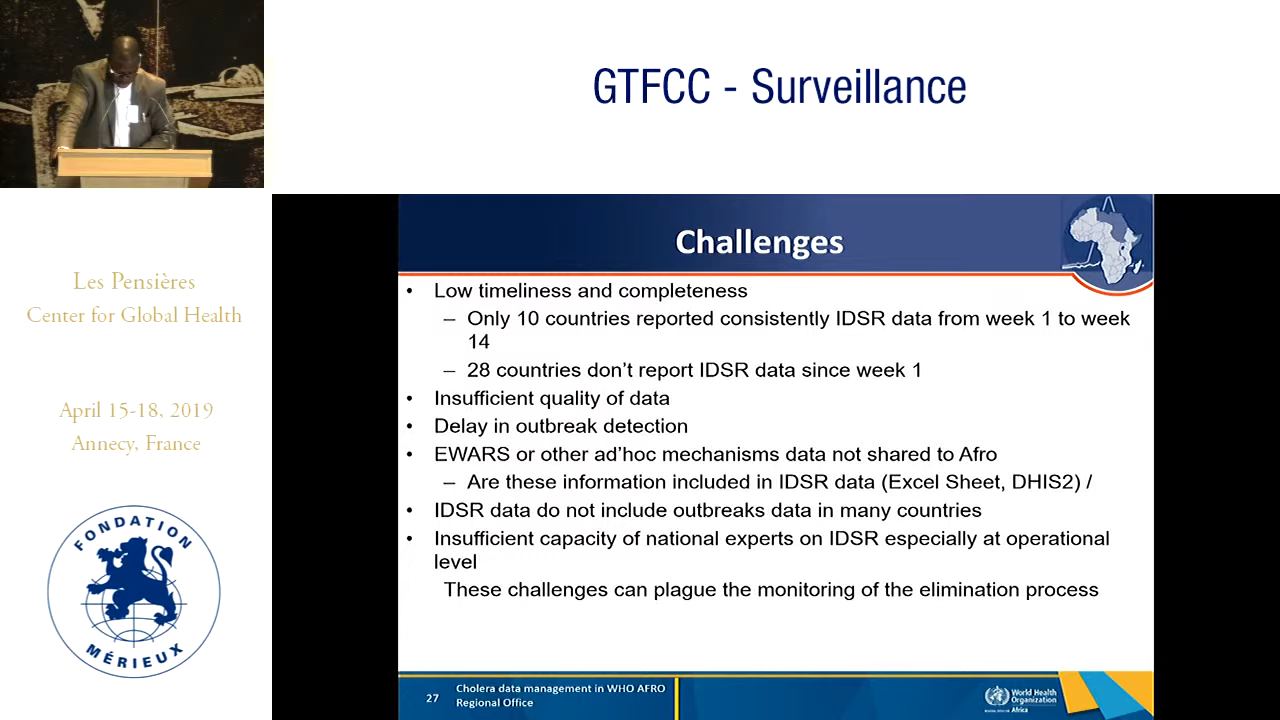 GTFCC - Surveillance
Les Pensières
Center for Global Health
April 15-18, 2019
Annecy, France
FONDATION
MÉRIEUX
Challenges
• Low timeliness and completeness
– Only 10 countries reported consistently IDSR data from week 1 to week
14
– 28 countries don't report IDSR data since week 1
• Insufficient quality of data
• Delay in outbreak detection
• EWARS or other ad'hoc mechanisms data not shared to Afro
– Are these information included in IDSR data (Excel Sheet, DHIS2) /
• IDSR data do not include outbreaks data in many countries
• Insufficient capacity of national experts on IDSR especially at operational
level
These challenges can plague the monitoring of the elimination process
27
Cholera data management in WHO AFRO
Regional Office
World Health
Organization
REGIONAL OFFICE FOR Africa